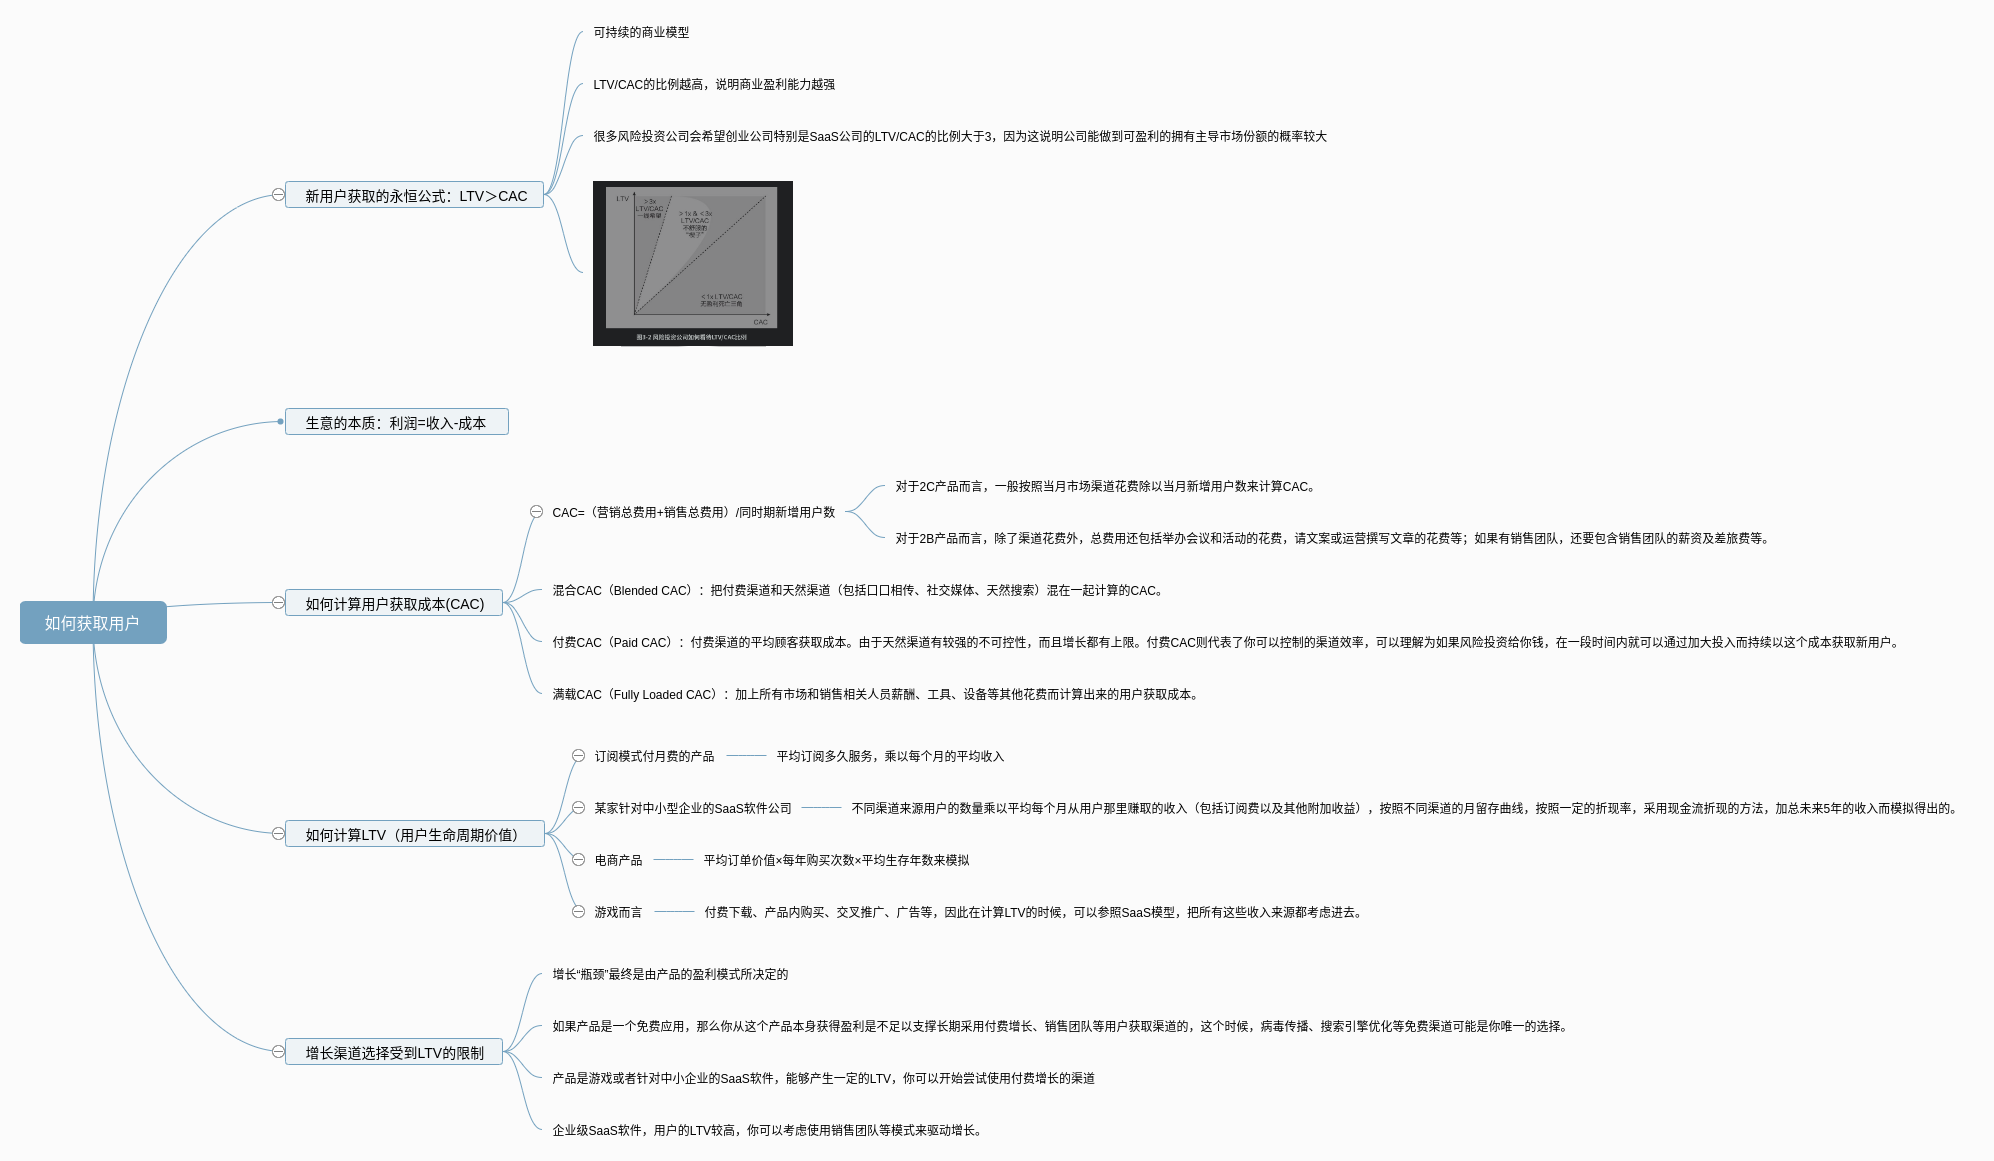 如何获取用户
新用户获取的永恒公式：LTV＞CAC
可持续的商业模型
LTV/CAC的比例越高，说明商业盈利能力越强
很多风险投资公司会希望创业公司特别是SaaS公司的LTV/CAC的比例大于3，因为这说明公司能做到可盈利的拥有主导市场份额的概率较大
LTV
＞3x
LTV/CAC
一线希望
＞1x & ＜3x
LTV/CAC
不舒服的
“楔子”
＜1x LTV/CAC
无盈利死亡三角
CAC
图3-2 风险投资公司如何看待LTV/CAC比例
生意的本质：利润=收入-成本
如何计算用户获取成本(CAC)
CAC=（营销总费用+销售总费用）/同时期新增用户数
对于2C产品而言，一般按照当月市场渠道花费除以当月新增用户数来计算CAC。
对于2B产品而言，除了渠道花费外，总费用还包括举办会议和活动的花费，请文案或运营撰写文章的花费等；如果有销售团队，还要包含销售团队的薪资及差旅费等。
混合CAC（Blended CAC）：把付费渠道和天然渠道（包括口口相传、社交媒体、天然搜索）混在一起计算的CAC。
付费CAC（Paid CAC）：付费渠道的平均顾客获取成本。由于天然渠道有较强的不可控性，而且增长都有上限。付费CAC则代表了你可以控制的渠道效率，可以理解为如果风险投资给你钱，在一段时间内就可以通过加大投入而持续以这个成本获取新用户。
满载CAC（Fully Loaded CAC）：加上所有市场和销售相关人员薪酬、工具、设备等其他花费而计算出来的用户获取成本。
如何计算LTV（用户生命周期价值）
订阅模式付月费的产品
平均订阅多久服务，乘以每个月的平均收入
某家针对中小型企业的SaaS软件公司
不同渠道来源用户的数量乘以平均每个月从用户那里赚取的收入（包括订阅费以及其他附加收益），按照不同渠道的月留存曲线，按照一定的折现率，采用现金流折现的方法，加总未来5年的收入而模拟得出的。
电商产品
平均订单价值×每年购买次数×平均生存年数来模拟
游戏而言
付费下载、产品内购买、交叉推广、广告等，因此在计算LTV的时候，可以参照SaaS模型，把所有这些收入来源都考虑进去。
增长渠道选择受到LTV的限制
增长“瓶颈”最终是由产品的盈利模式所决定的
如果产品是一个免费应用，那么你从这个产品本身获得盈利是不足以支撑长期采用付费增长、销售团队等用户获取渠道的，这个时候，病毒传播、搜索引擎优化等免费渠道可能是你唯一的选择。
产品是游戏或者针对中小企业的SaaS软件，能够产生一定的LTV，你可以开始尝试使用付费增长的渠道
企业级SaaS软件，用户的LTV较高，你可以考虑使用销售团队等模式来驱动增长。